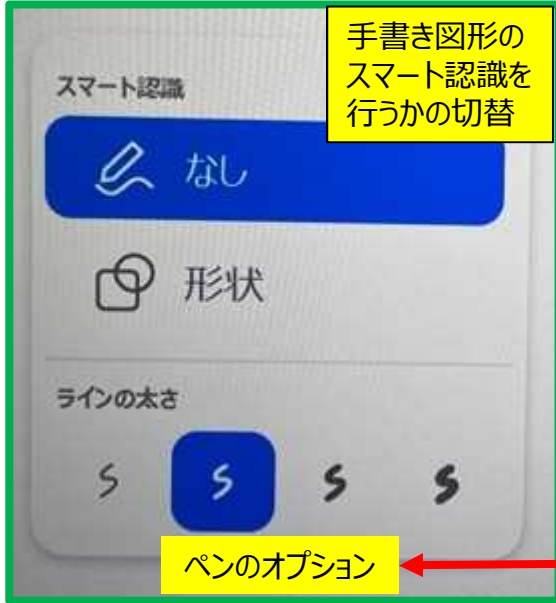 手書き図形の
スマート認識を
行うかの切替
スマート認識
なし
形状
ラインの太さ
ペンのオプション